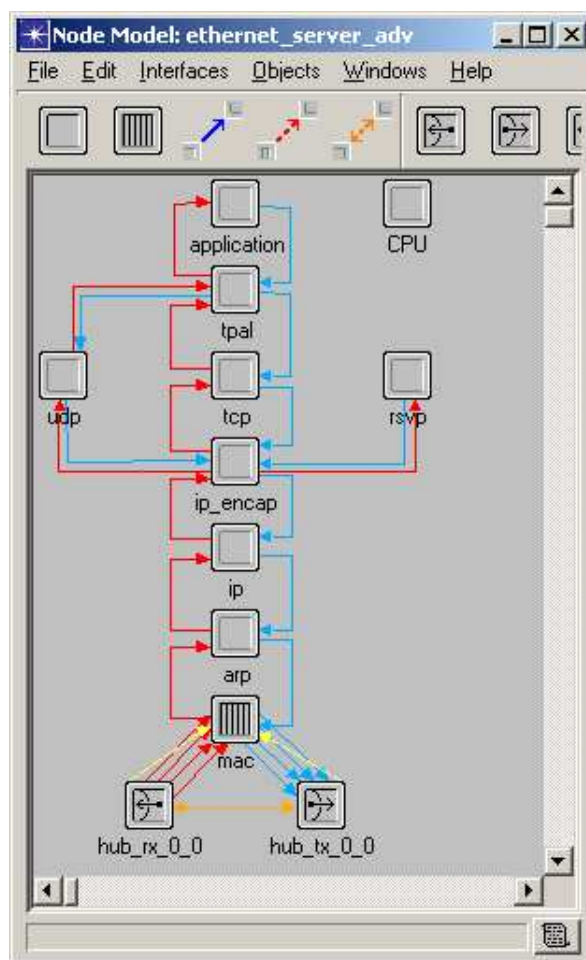 Node Model: ethernet_server_adv
File Edit Interfaces Objects Windows Help
application CPU
tpal
udp tcp rsvp
ip_encap
ip
arp
mac
hub_rx_0_0 hub_tx_0_0